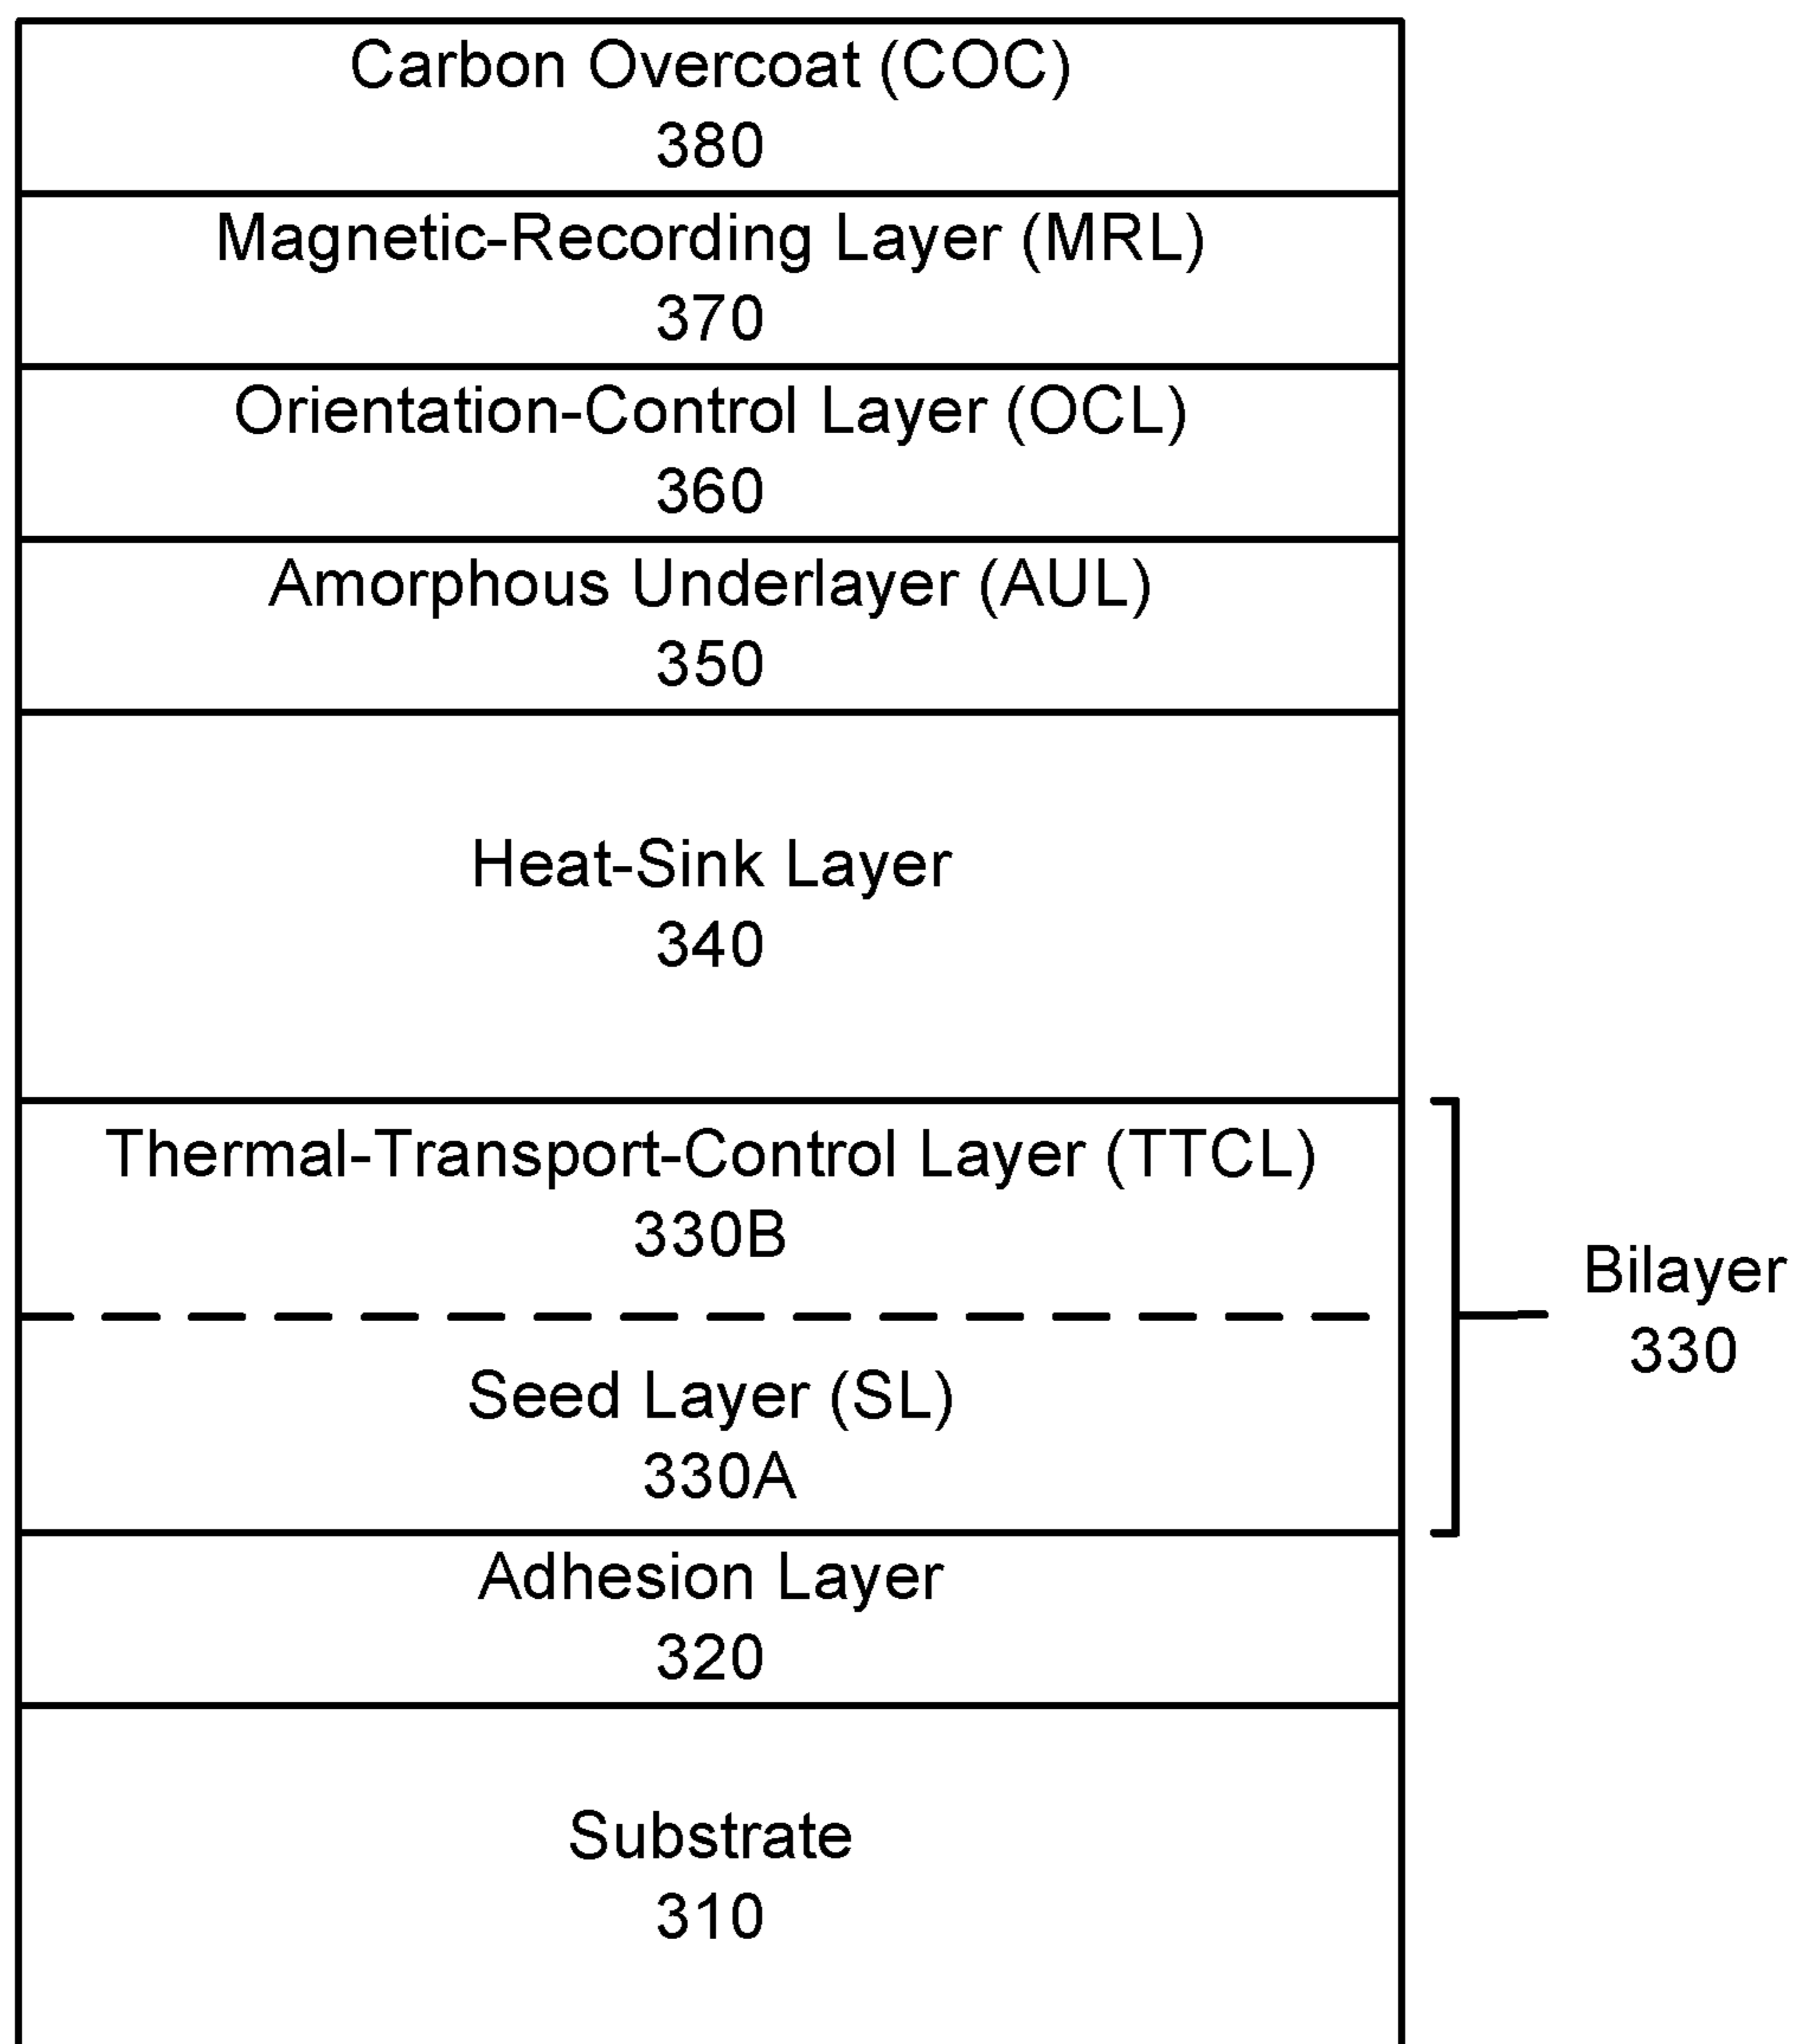 Carbon Overcoat (COC)
380
Magnetic-Recording Layer (MRL)
370
Orientation-Control Layer (OCL)
360
Amorphous Underlayer (AUL)
350
Heat-Sink Layer
340
Thermal-Transport-Control Layer (TTCL)
330B
Bilayer
330
Seed Layer (SL)
330A
Adhesion Layer
320
Substrate
310